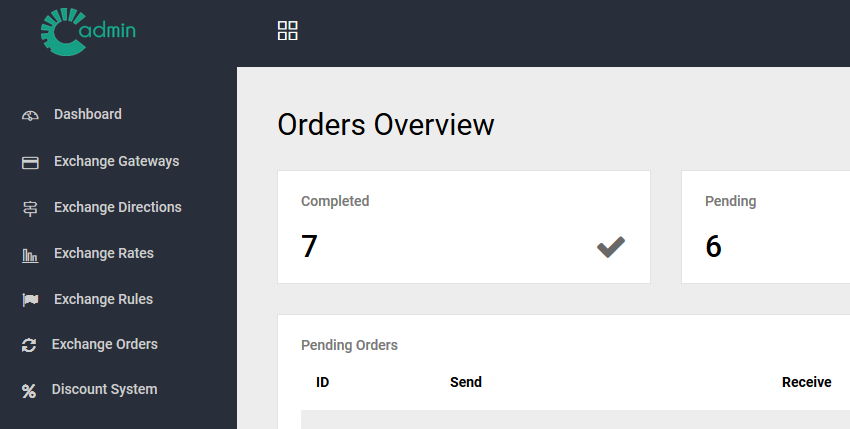 admin
Dashboard
Exchange Gateways
Exchange Directions
Exchange Rates
Exchange Rules
Exchange Orders
Discount System
Orders Overview
Completed
7
Pending
6
Pending Orders
ID Send Receive